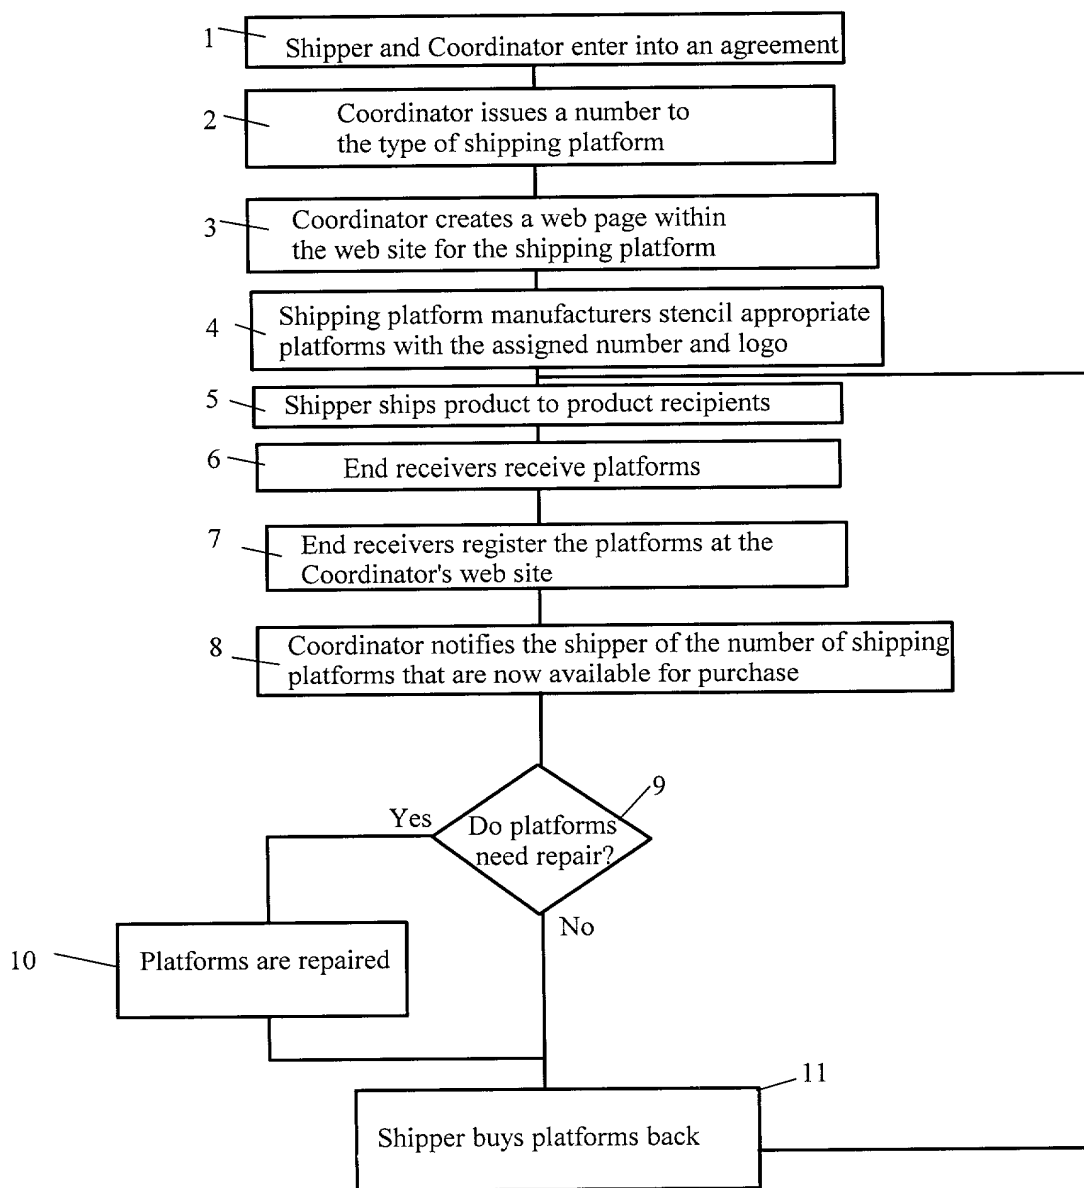 1
Shipper and Coordinator enter into an agreement
2
Coordinator issues a number to
the type of shipping platform
3
Coordinator creates a web page within
the web site for the shipping platform
4
Shipping platform manufacturers stencil appropriate
platforms with the assigned number and logo
5
Shipper ships product to product recipients
6
End receivers receive platforms
7
End receivers register the platforms at the
Coordinator's web site
8
Coordinator notifies the shipper of the number of shipping
platforms that are now available for purchase
9
Do platforms
need repair?
Yes
No
10
Platforms are repaired
11
Shipper buys platforms back